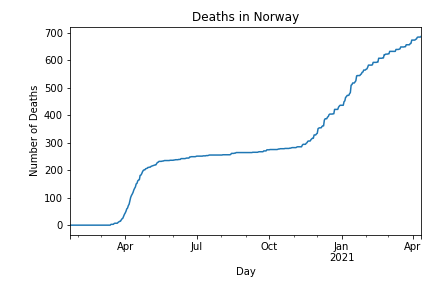 Deaths in Norway
700
600
500
400
300
200
100
0
Number of Deaths
Apr
Jul
Oct
Jan
2021
Apr
Day